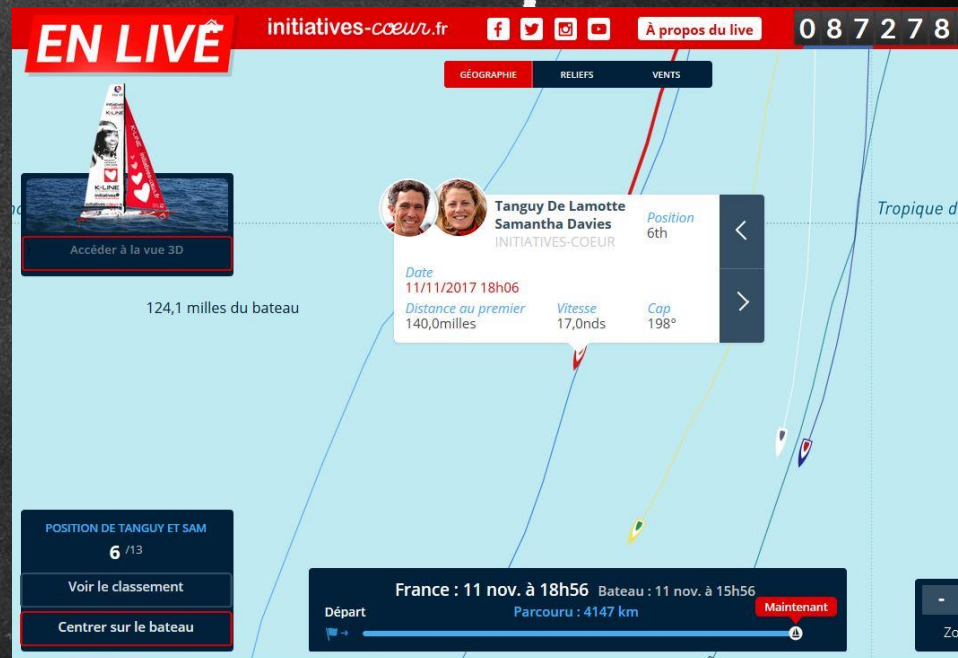 EN LIVE
initiatives-cœur.fr
À propos du live
087278
GÉOGRAPHIE
RELIEFS
VENTS
K-LINE
Accéder à la vue 3D
124,1 milles du bateau
Tanguy De Lamotte
Samantha Davies
INITIATIVES-COEUR
Position
6th
Date
11/11/2017 18h06
Distance au premier
140,0milles
Vitesse
17,0nds
Cap
198°
Tropique d
POSITION DE TANGUY ET SAM
6 /13
Voir le classement
Centrer sur le bateau
France : 11 nov. à 18h56 Bateau : 11 nov. à 15h56
Départ
Parcouru : 4147 km
Maintenant
-
Zo